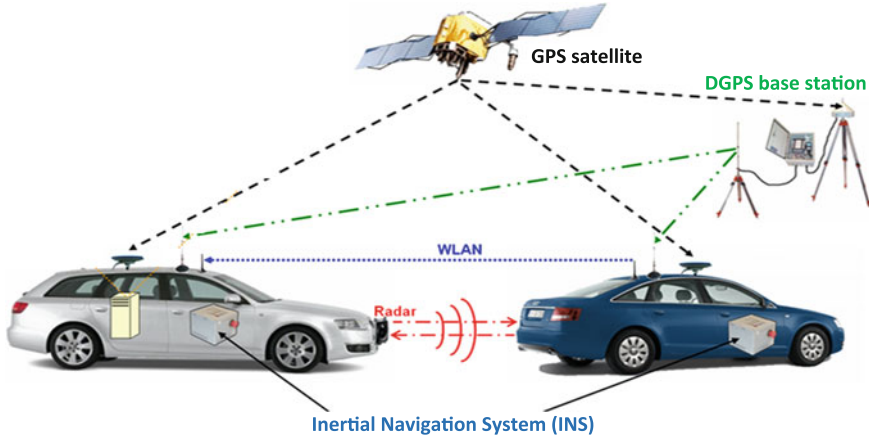 GPS satellite
DGPS base station
WLAN
Radar
Inertial Navigation System (INS)